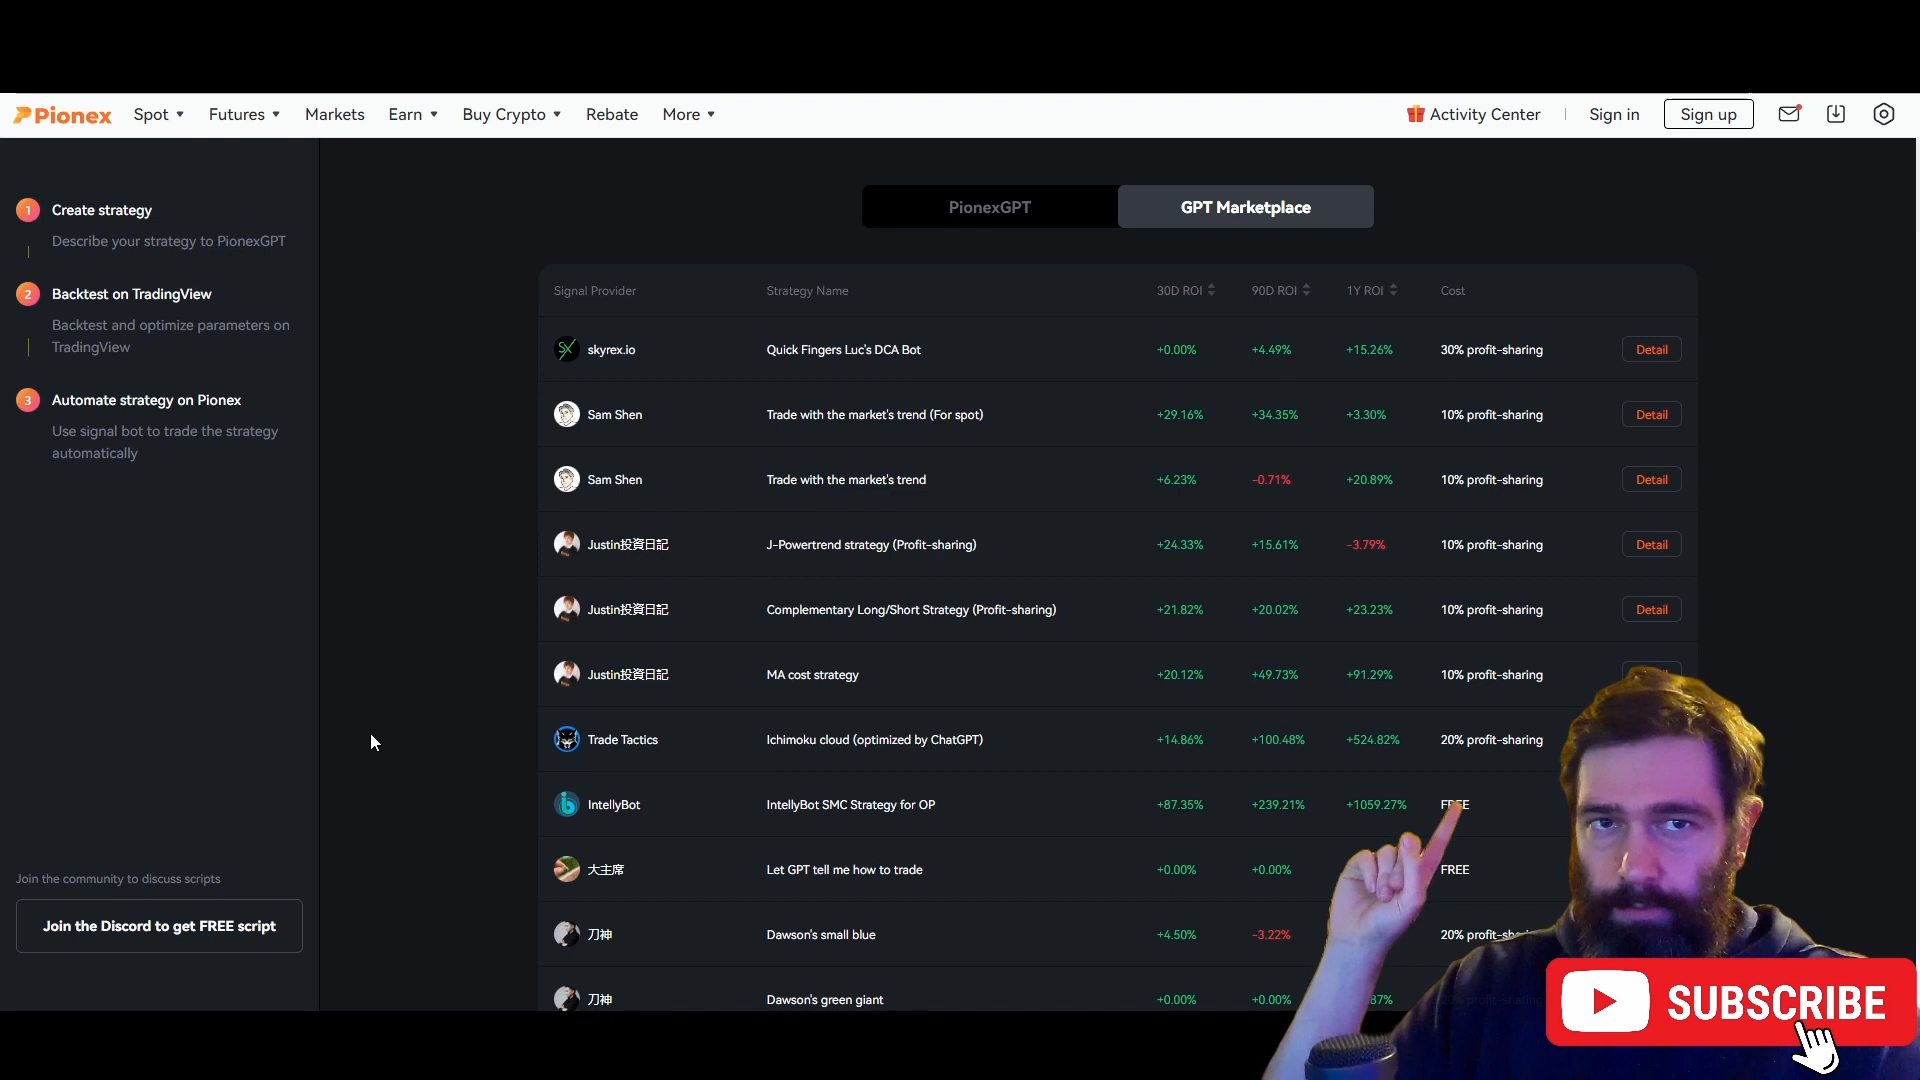 Pionex Spot Futures Markets Earn Buy Crypto Rebate More Activity Center Sign in Sign up
1 Create strategy
Describe your strategy to PionexGPT
2 Backtest on TradingView
Backtest and optimize parameters on
TradingView
3 Automate strategy on Pionex
Use signal bot to trade the strategy
automatically
Join the community to discuss scripts
Join the Discord to get FREE script
PionexGPT GPT Marketplace
Signal Provider Strategy Name 30D ROI 90D ROI 1Y ROI Cost
skyrex.io Quick Fingers Luc's DCA Bot +0.00% +4.49% +15.26% 30% profit-sharing Detail
Sam Shen Trade with the market's trend (For spot) +29.16% +34.35% +3.30% 10% profit-sharing Detail
Sam Shen Trade with the market's trend +6.23% -0.71% +20.89% 10% profit-sharing Detail
Justin投資日記 J-Powertrend strategy (Profit-sharing) +24.33% +15.61% -3.79% 10% profit-sharing Detail
Justin投資日記 Complementary Long/Short Strategy (Profit-sharing) +21.82% +20.02% +23.23% 10% profit-sharing Detail
Justin投資日記 MA cost strategy +20.12% +49.73% +91.29% 10% profit-sharing
Trade Tactics Ichimoku cloud (optimized by ChatGPT) +14.86% +100.48% +524.82% 20% profit-sharing
IntellyBot IntellyBot SMC Strategy for OP +87.35% +239.21% +1059.27% FREE
大主席 Let GPT tell me how to trade +0.00% +0.00% FREE
刀神 Dawson's small blue +4.50% -3.22% 20%
刀神 Dawson's green giant +0.00% +0.00% 87% 20% profit-sharing
SUBSCRIBE